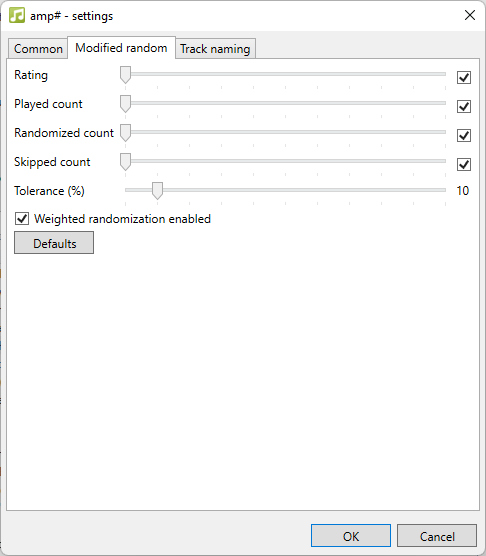 amp# - settings
Common Modified random Track naming
Rating
Played count
Randomized count
Skipped count
Tolerance (%) 10
Weighted randomization enabled
Defaults
OK Cancel